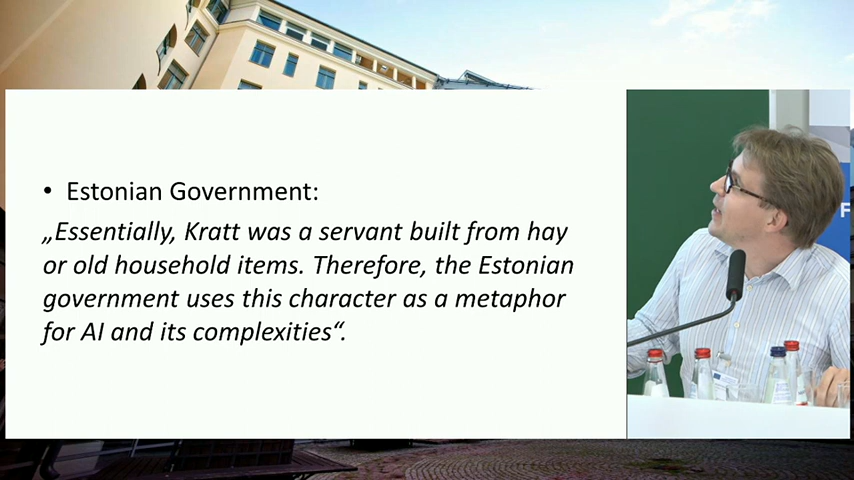 • Estonian Government:
„Essentially, Kratt was a servant built from hay
or old household items. Therefore, the Estonian
government uses this character as a metaphor
for AI and its complexities“.
F